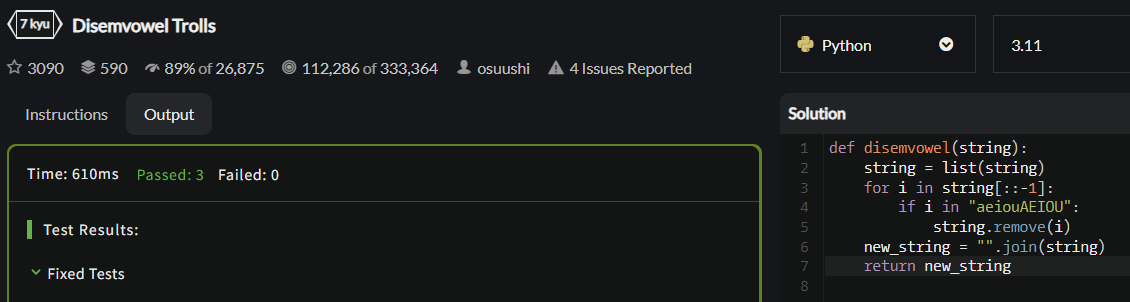 7 kyu Disemvowel Trolls
3090 590 89% of 26,875 112,286 of 333,364 osuushi 4 Issues Reported
Instructions Output
Time: 610ms Passed: 3 Failed: 0
Test Results:
Fixed Tests
Python 3.11
Solution
1 def disemvowel(string):
2     string = list(string)
3     for i in string[::-1]:
4         if i in "aeiouAEIOU":
5             string.remove(i)
6     new_string = "".join(string)
7     return new_string
8